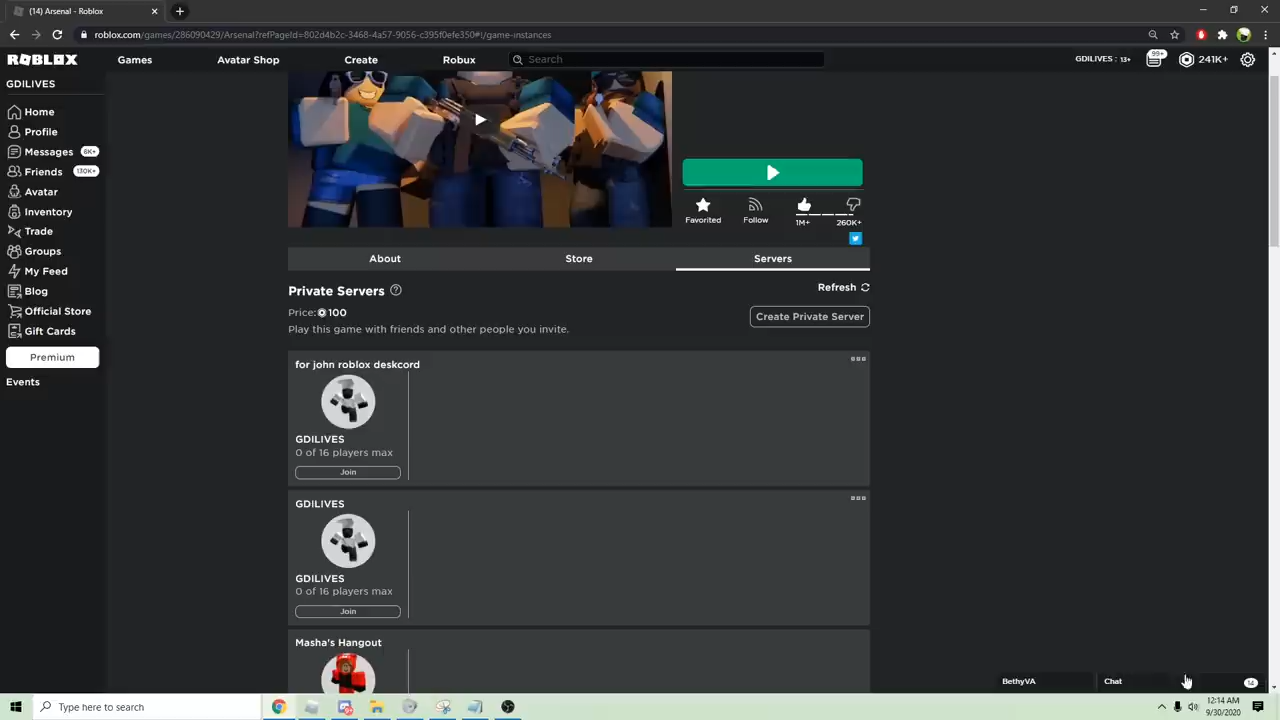 (14) Arsenal - Roblox
roblox.com/games/286090429/Arsenal?refPageId=802d4b2c-3468-4a57-9056-c395f0efe350#!/game-instances
ROBLOX
Games
Avatar Shop
Create
Robux
Search
GDILIVES : 13+
99+
241K+
GDILIVES
Home
Profile
Messages 6K+
Friends 130K+
Avatar
Inventory
Trade
Groups
My Feed
Blog
Official Store
Gift Cards
Premium
Events
Favorited
Follow
1M+
260K+
About
Store
Servers
Private Servers
Refresh
Price: 100
Create Private Server
Play this game with friends and other people you invite.
for john roblox deskcord
GDILIVES
0 of 16 players max
Join
GDILIVES
GDILIVES
0 of 16 players max
Join
Masha's Hangout
BethyVA
Chat
14
Type here to search
12:14 AM
9/30/2020